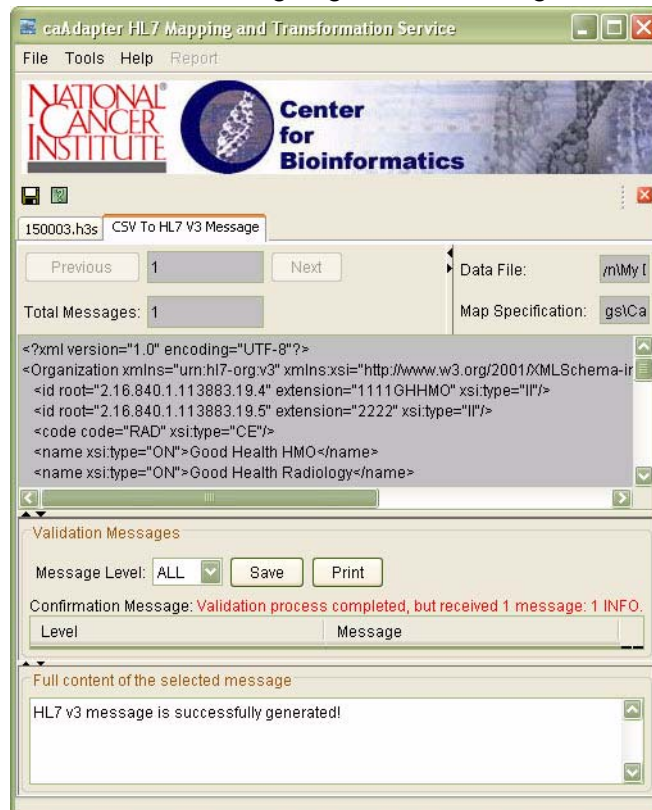 caAdapter HL7 Mapping and Transformation Service
File Tools Help Report
NATIONAL
CANCER
INSTITUTE
Center
for
Bioinformatics
150003.h3s CSV To HL7 V3 Message
Previous 1 Next Data File: /n\My [
Total Messages: 1 Map Specification: gs\Ca
<?xml version="1.0" encoding="UTF-8"?>
<Organization xmlns="urn:hl7-org:v3" xmlns:xsi="http://www.w3.org/2001/XMLSchema-in
<id root="2.16.840.1.113883.19.4" extension="1111GHHMO" xsi:type="II"/>
<id root="2.16.840.1.113883.19.5" extension="2222" xsi:type="II"/>
<code code="RAD" xsi:type="CE"/>
<name xsi:type="ON">Good Health HMO</name>
<name xsi:type="ON">Good Health Radiology</name>
Validation Messages
Message Level: ALL Save Print
Confirmation Message: Validation process completed, but received 1 message: 1 INFO.
Level Message
Full content of the selected message
HL7 v3 message is successfully generated!